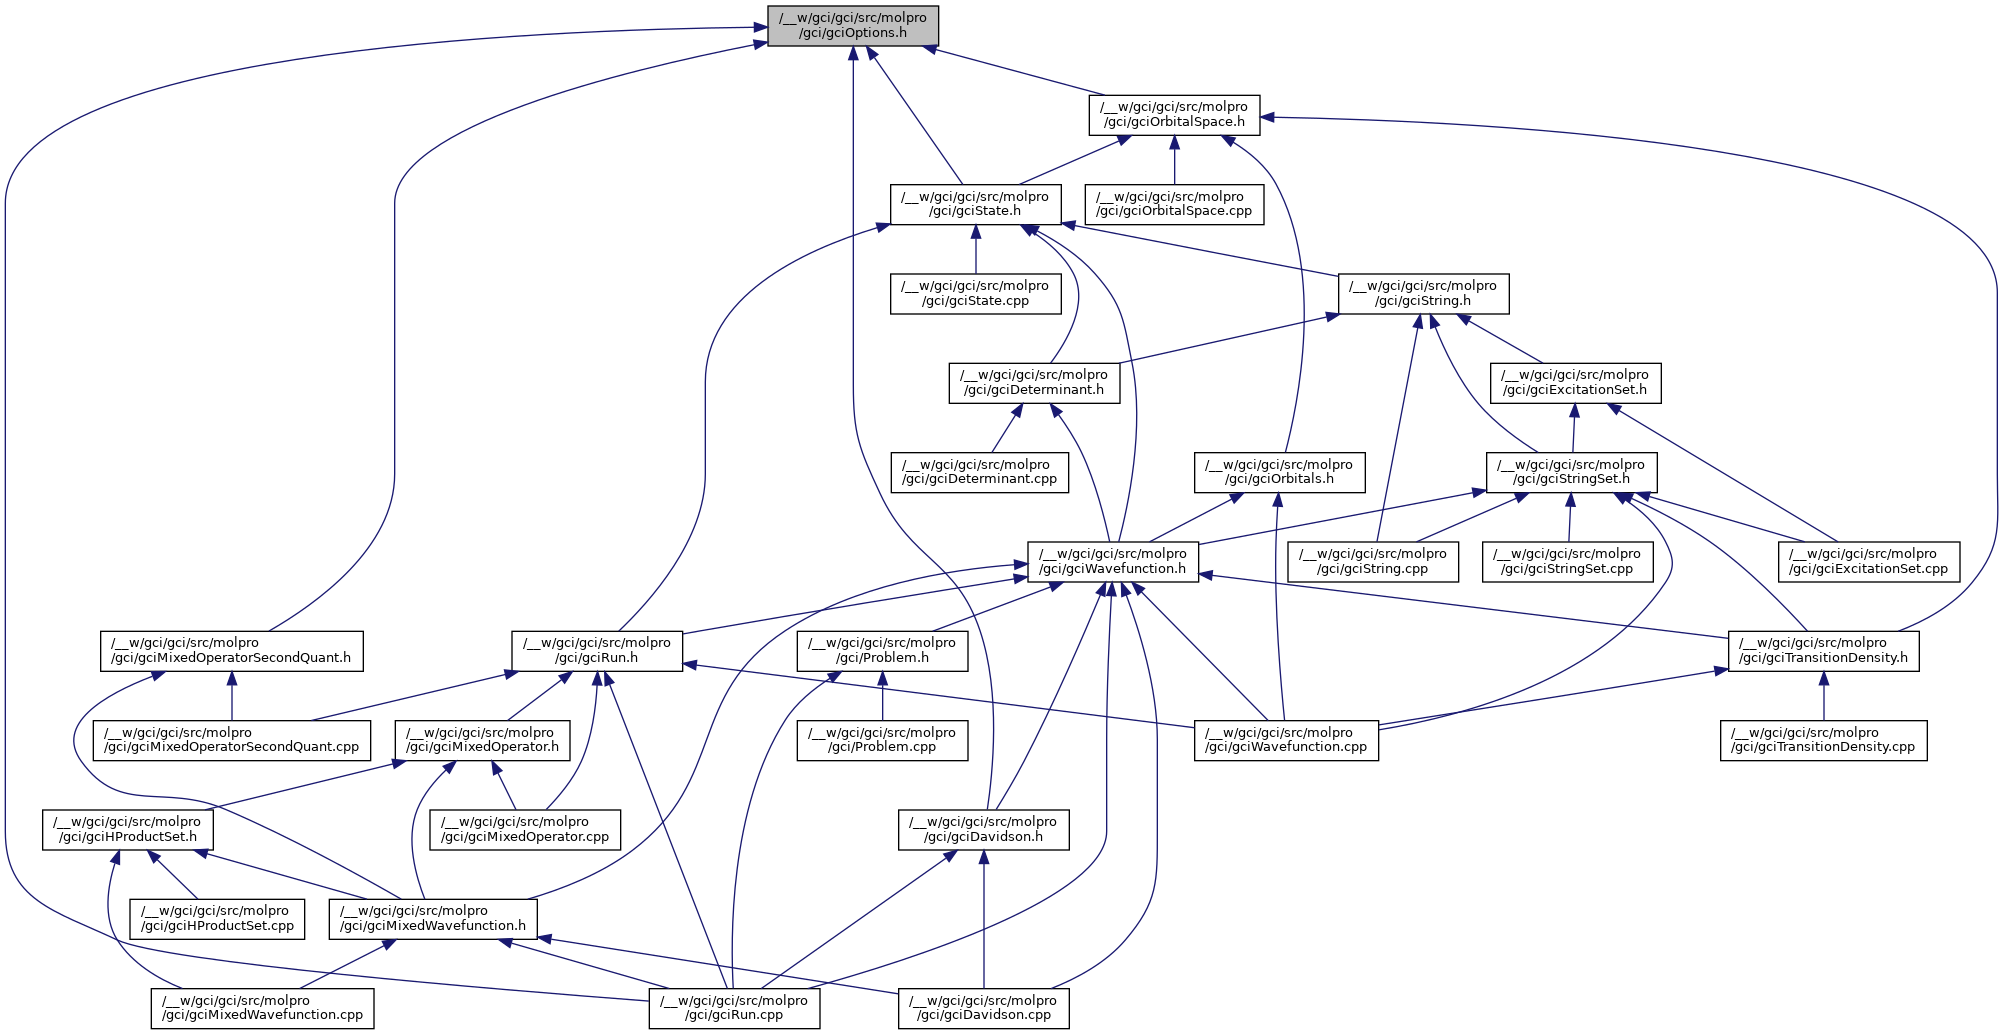 /__w/gci/gci/src/molpro
/gci/gciOptions.h
/__w/gci/gci/src/molpro
/gci/gciOrbitalSpace.h
/__w/gci/gci/src/molpro
/gci/gciState.h
/__w/gci/gci/src/molpro
/gci/gciOrbitalSpace.cpp
/__w/gci/gci/src/molpro
/gci/gciState.cpp
/__w/gci/gci/src/molpro
/gci/gciString.h
/__w/gci/gci/src/molpro
/gci/gciDeterminant.h
/__w/gci/gci/src/molpro
/gci/gciExcitationSet.h
/__w/gci/gci/src/molpro
/gci/gciDeterminant.cpp
/__w/gci/gci/src/molpro
/gci/gciOrbitals.h
/__w/gci/gci/src/molpro
/gci/gciStringSet.h
/__w/gci/gci/src/molpro
/gci/gciWavefunction.h
/__w/gci/gci/src/molpro
/gci/gciString.cpp
/__w/gci/gci/src/molpro
/gci/gciStringSet.cpp
/__w/gci/gci/src/molpro
/gci/gciExcitationSet.cpp
/__w/gci/gci/src/molpro
/gci/gciMixedOperatorSecondQuant.h
/__w/gci/gci/src/molpro
/gci/gciRun.h
/__w/gci/gci/src/molpro
/gci/Problem.h
/__w/gci/gci/src/molpro
/gci/gciTransitionDensity.h
/__w/gci/gci/src/molpro
/gci/gciMixedOperatorSecondQuant.cpp
/__w/gci/gci/src/molpro
/gci/gciMixedOperator.h
/__w/gci/gci/src/molpro
/gci/Problem.cpp
/__w/gci/gci/src/molpro
/gci/gciWavefunction.cpp
/__w/gci/gci/src/molpro
/gci/gciTransitionDensity.cpp
/__w/gci/gci/src/molpro
/gci/gciHProductSet.h
/__w/gci/gci/src/molpro
/gci/gciMixedOperator.cpp
/__w/gci/gci/src/molpro
/gci/gciDavidson.h
/__w/gci/gci/src/molpro
/gci/gciHProductSet.cpp
/__w/gci/gci/src/molpro
/gci/gciMixedWavefunction.h
/__w/gci/gci/src/molpro
/gci/gciMixedWavefunction.cpp
/__w/gci/gci/src/molpro
/gci/gciRun.cpp
/__w/gci/gci/src/molpro
/gci/gciDavidson.cpp